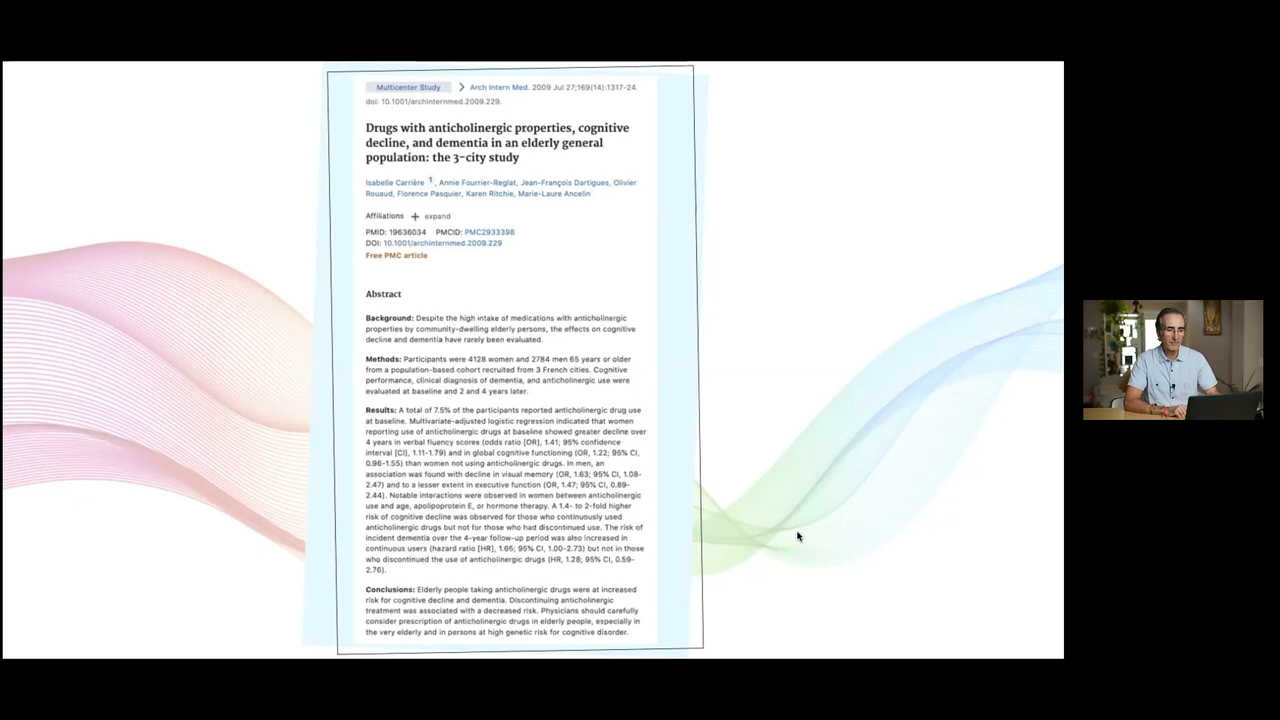 Multicenter Study > Arch Intern Med. 2009 Jul 27;169(14):1317-24.
doi: 10.1001/archinternmed.2009.229.
Drugs with anticholinergic properties, cognitive
decline, and dementia in an elderly general
population: the 3-city study
Isabelle Carrière 1, Annie Fourrier-Reglat, Jean-François Dartigues, Olivier
Rouaud, Florence Pasquier, Karen Ritchie, Marie-Laure Ancelin
Affiliations + expand
PMID: 19636034 PMCID: PMC2933398
DOI: 10.1001/archinternmed.2009.229
Free PMC article
Abstract
Background: Despite the high intake of medications with anticholinergic
properties by community-dwelling elderly persons, the effects on cognitive
decline and dementia have rarely been evaluated.
Methods: Participants were 4128 women and 2784 men 65 years or older
from a population-based cohort recruited from 3 French cities. Cognitive
performance, clinical diagnosis of dementia, and anticholinergic use were
evaluated at baseline and 2 and 4 years later.
Results: A total of 7.5% of the participants reported anticholinergic drug use
at baseline. Multivariate-adjusted logistic regression indicated that women
reporting use of anticholinergic drugs at baseline showed greater decline over
4 years in verbal fluency scores (odds ratio [OR], 1.41; 95% confidence
interval [CI], 1.11-1.79) and in global cognitive functioning (OR, 1.22; 95% CI,
0.96-1.55) than women not using anticholinergic drugs. In men, an
association was found with decline in visual memory (OR, 1.63; 95% CI, 1.08-
2.47) and to a lesser extent in executive function (OR, 1.47; 95% CI, 0.89-
2.44). Notable interactions were observed in women between anticholinergic
use and age, apolipoprotein E, or hormone therapy. A 1.4- to 2-fold higher
risk of cognitive decline was observed for those who continuously used
anticholinergic drugs but not for those who had discontinued use. The risk of
incident dementia over the 4-year follow-up period was also increased in
continuous users (hazard ratio [HR], 1.65; 95% CI, 1.00-2.73) but not in those
who discontinued the use of anticholinergic drugs (HR, 1.28; 95% CI, 0.59-
2.76).
Conclusions: Elderly people taking anticholinergic drugs were at increased
risk for cognitive decline and dementia. Discontinuing anticholinergic
treatment was associated with a decreased risk. Physicians should carefully
consider prescription of anticholinergic drugs in elderly people, especially in
the very elderly and in persons at high genetic risk for cognitive disorder.